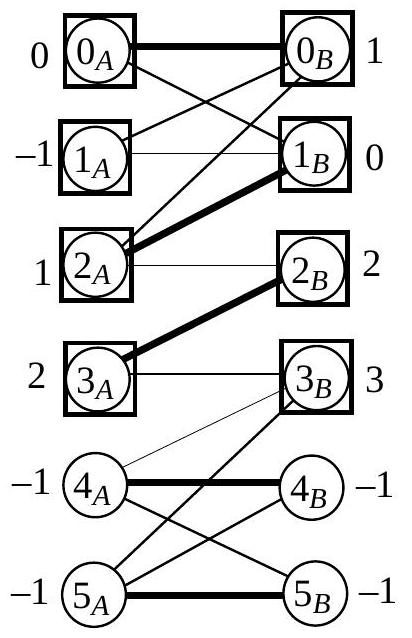 0 0A 0B 1
–1 1A 1B 0
1 2A 2B 2
2 3A 3B 3
–1 4A 4B –1
–1 5A 5B –1